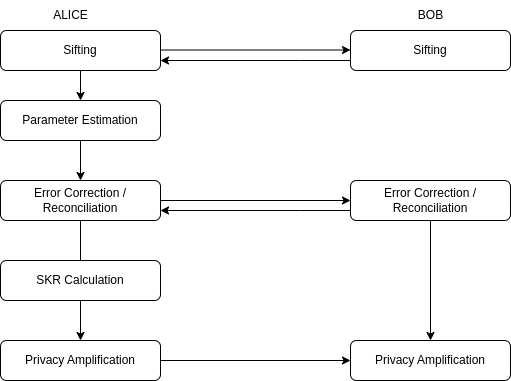 ALICE
BOB
Sifting
Sifting
Parameter Estimation
Error Correction /
Reconciliation
Error Correction /
Reconciliation
SKR Calculation
Privacy Amplification
Privacy Amplification